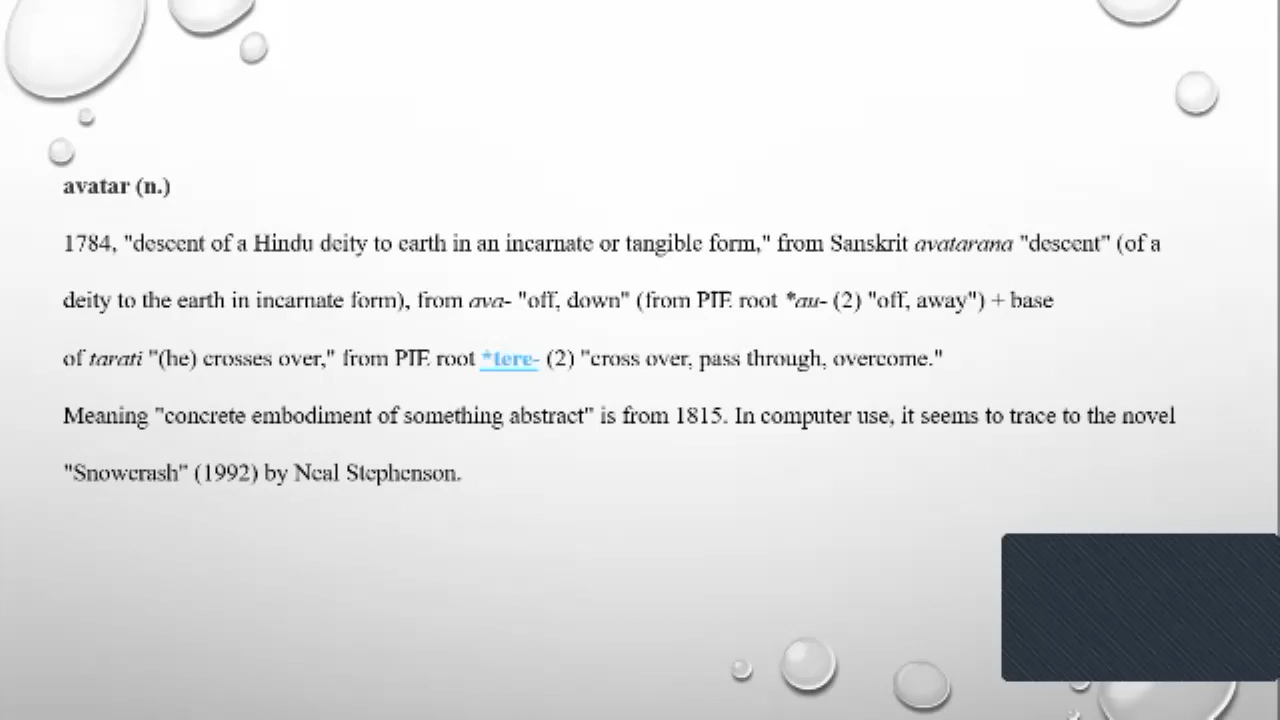 avatar (n.)
1784, "descent of a Hindu deity to earth in an incarnate or tangible form," from Sanskrit avatarana "descent" (of a
deity to the earth in incarnate form), from ava- "off, down" (from PIE root *au- (2) "off, away") + base
of tarati "(he) crosses over," from PIE root *tere- (2) "cross over, pass through, overcome."
Meaning "concrete embodiment of something abstract" is from 1815. In computer use, it seems to trace to the novel
"Snowcrash" (1992) by Neal Stephenson.